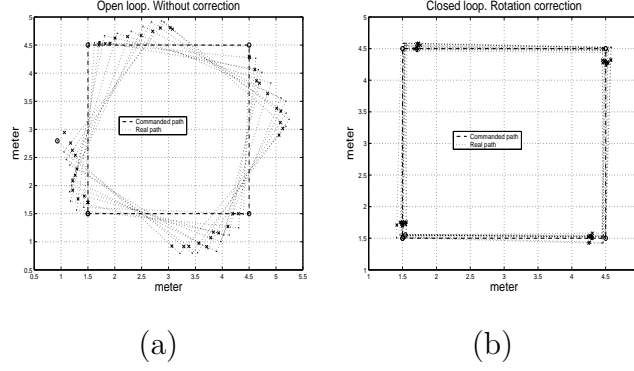 Open loop. Without correction
5
4.5
4
3.5
3
2.5
2
1.5
1
0.5
meter
Commanded path
Real path
0.5 1 1.5 2 2.5 3 3.5 4 4.5 5 5.5
meter
(a)
Closed loop. Rotation correction
5
4.5
4
3.5
3
2.5
2
1.5
1
meter
Commanded path
Real path
1 1.5 2 2.5 3 3.5 4 4.5 5
meter
(b)